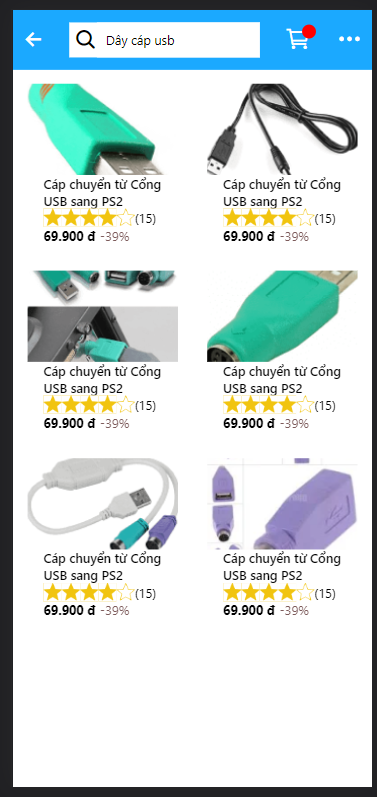 Dây cáp usb
Cáp chuyển từ Cổng
USB sang PS2
(15)
69.900 đ -39%
Cáp chuyển từ Cổng
USB sang PS2
(15)
69.900 đ -39%
Cáp chuyển từ Cổng
USB sang PS2
(15)
69.900 đ -39%
Cáp chuyển từ Cổng
USB sang PS2
(15)
69.900 đ -39%
Cáp chuyển từ Cổng
USB sang PS2
(15)
69.900 đ -39%
Cáp chuyển từ Cổng
USB sang PS2
(15)
69.900 đ -39%